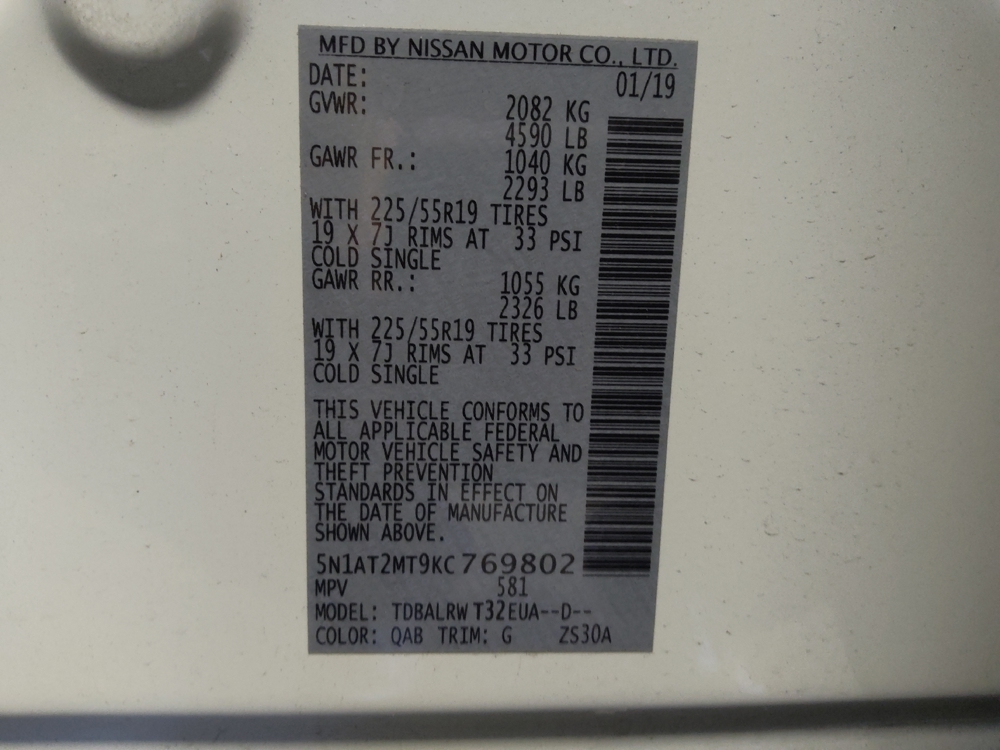 MFD BY NISSAN MOTOR CO., LTD.
DATE: 01/19
GVWR: 2082 KG
4590 LB
GAWR FR.: 1040 KG
2293 LB
WITH 225/55R19 TIRES
19 X 7J RIMS AT 33 PSI
COLD SINGLE
GAWR RR.: 1055 KG
2326 LB
WITH 225/55R19 TIRES
19 X 7J RIMS AT 33 PSI
COLD SINGLE
THIS VEHICLE CONFORMS TO
ALL APPLICABLE FEDERAL
MOTOR VEHICLE SAFETY AND
THEFT PREVENTION
STANDARDS IN EFFECT ON
THE DATE OF MANUFACTURE
SHOWN ABOVE.
5N1AT2MT9KC769802
MPV 581
MODEL: TDBALRW T32EUA--D--
COLOR: QAB TRIM: G ZS30A